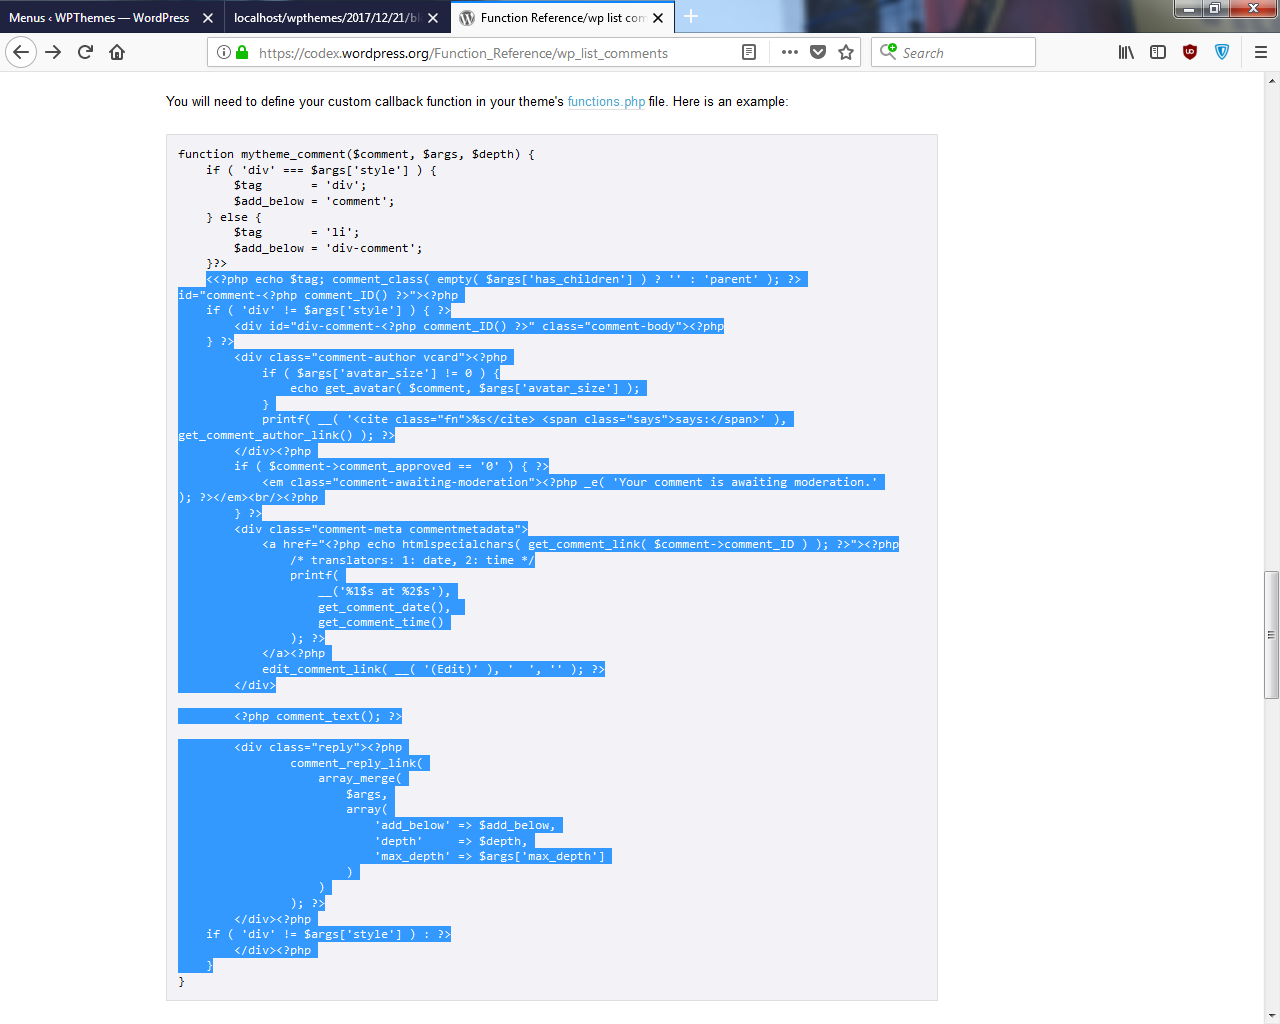 Menus ‹ WPThemes — WordPress
localhost/wpthemes/2017/12/21/bl
Function Reference/wp list com
https://codex.wordpress.org/Function_Reference/wp_list_comments
Search
You will need to define your custom callback function in your theme's functions.php file. Here is an example:
function mytheme_comment($comment, $args, $depth) {
    if ( 'div' === $args['style'] ) {
        $tag       = 'div';
        $add_below = 'comment';
    } else {
        $tag       = 'li';
        $add_below = 'div-comment';
    }?>
    <<?php echo $tag; comment_class( empty( $args['has_children'] ) ? '' : 'parent' ); ?>
id="comment-<?php comment_ID() ?>"><?php
    if ( 'div' != $args['style'] ) { ?>
        <div id="div-comment-<?php comment_ID() ?>" class="comment-body"><?php
    } ?>
        <div class="comment-author vcard"><?php
            if ( $args['avatar_size'] != 0 ) {
                echo get_avatar( $comment, $args['avatar_size'] );
            }
            printf( __( '<cite class="fn">%s</cite> <span class="says">says:</span>' ),
get_comment_author_link() ); ?>
        </div><?php
        if ( $comment->comment_approved == '0' ) { ?>
            <em class="comment-awaiting-moderation"><?php _e( 'Your comment is awaiting moderation.'
); ?></em><br/><?php
        } ?>
        <div class="comment-meta commentmetadata">
            <a href="<?php echo htmlspecialchars( get_comment_link( $comment->comment_ID ) ); ?>"><?php
                /* translators: 1: date, 2: time */
                printf(
                    __('%1$s at %2$s'),
                    get_comment_date(),
                    get_comment_time()
                ); ?>
            </a><?php
            edit_comment_link( __( '(Edit)' ), '  ', '' ); ?>
        </div>
        <?php comment_text(); ?>
        <div class="reply"><?php
                comment_reply_link(
                    array_merge(
                        $args,
                        array(
                            'add_below' => $add_below,
                            'depth'     => $depth,
                            'max_depth' => $args['max_depth']
                        )
                    )
                ); ?>
        </div><?php
    if ( 'div' != $args['style'] ) : ?>
        </div><?php
    }
}